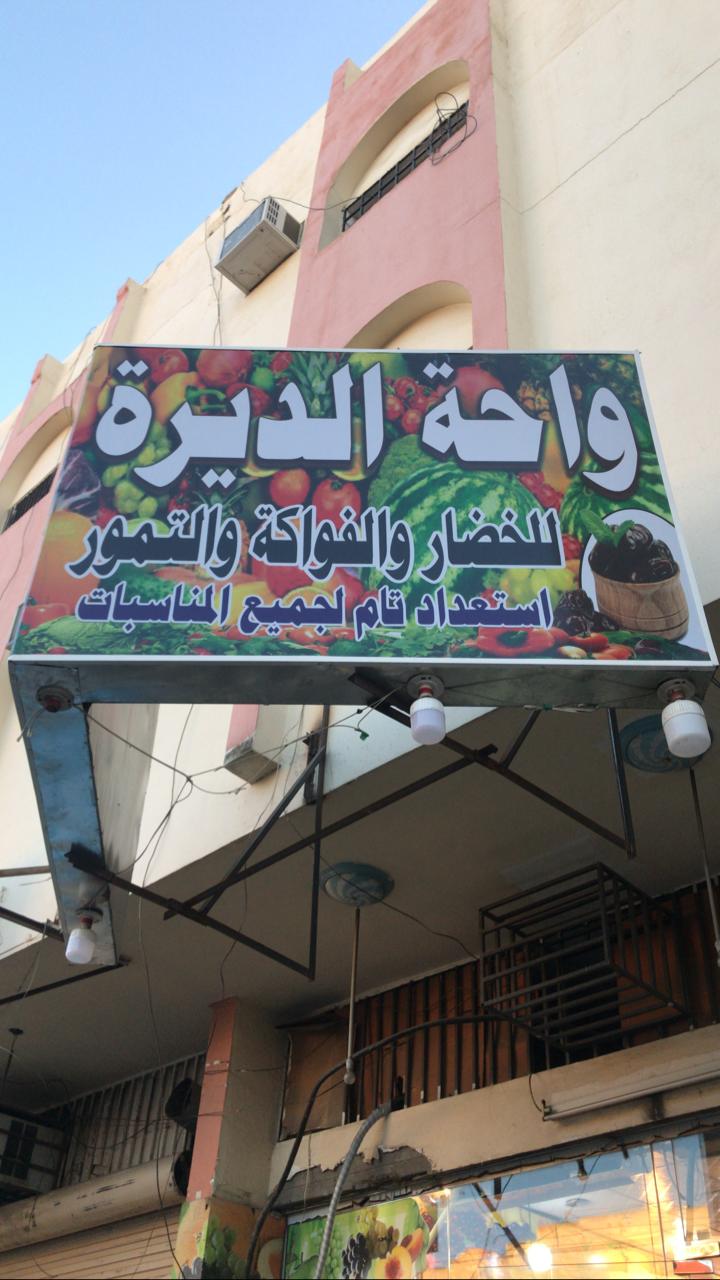 واحة الديرة
للخضار والفواكة والتمور
استعداد تام لجميع المناسبات